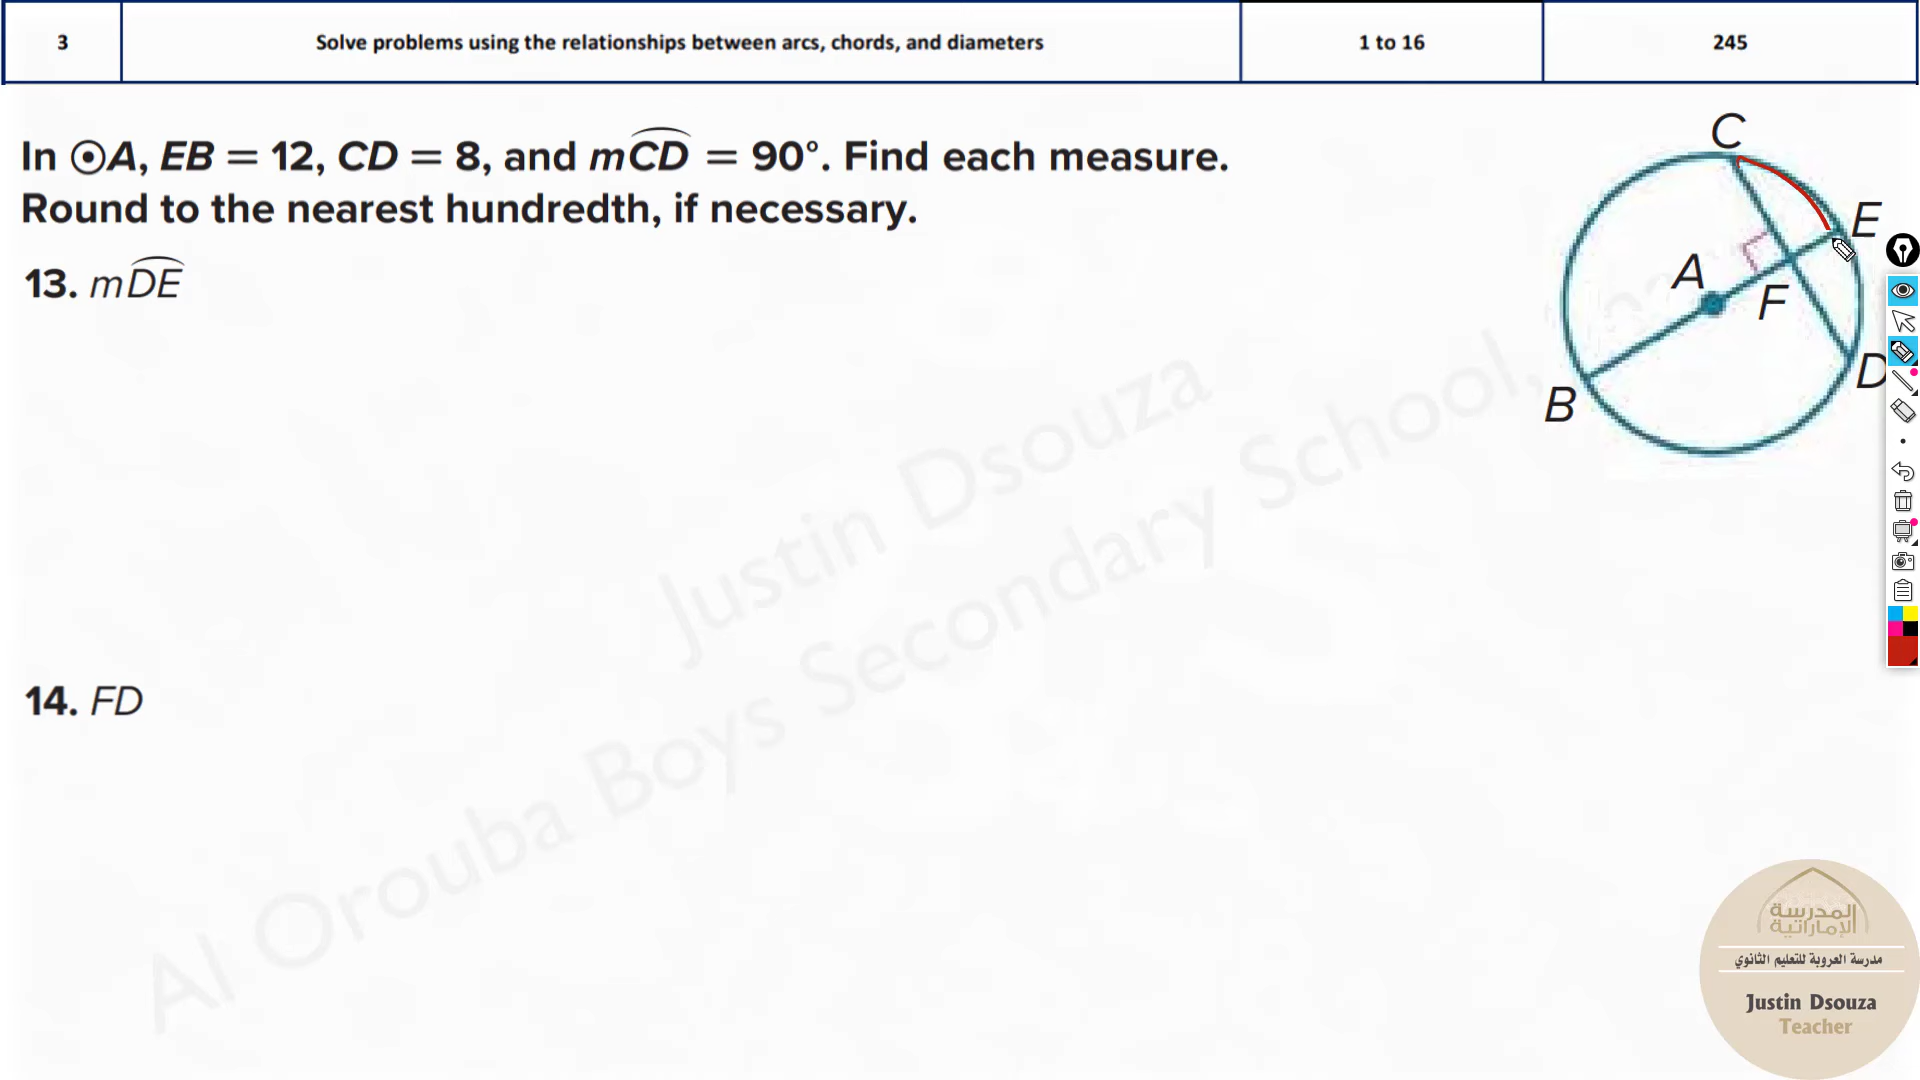 3
Solve problems using the relationships between arcs, chords, and diameters
1 to 16
245
In ⊙A, EB = 12, CD = 8, and mCD = 90°. Find each measure.
Round to the nearest hundredth, if necessary.
13. mDE
14. FD
C
E
A
F
D
B
Justin Dsouza
Al Orouba Boys Secondary School,
المدرسة
الإماراتية
مدرسة العروبة للتعليم الثانوي
Justin Dsouza
Teacher